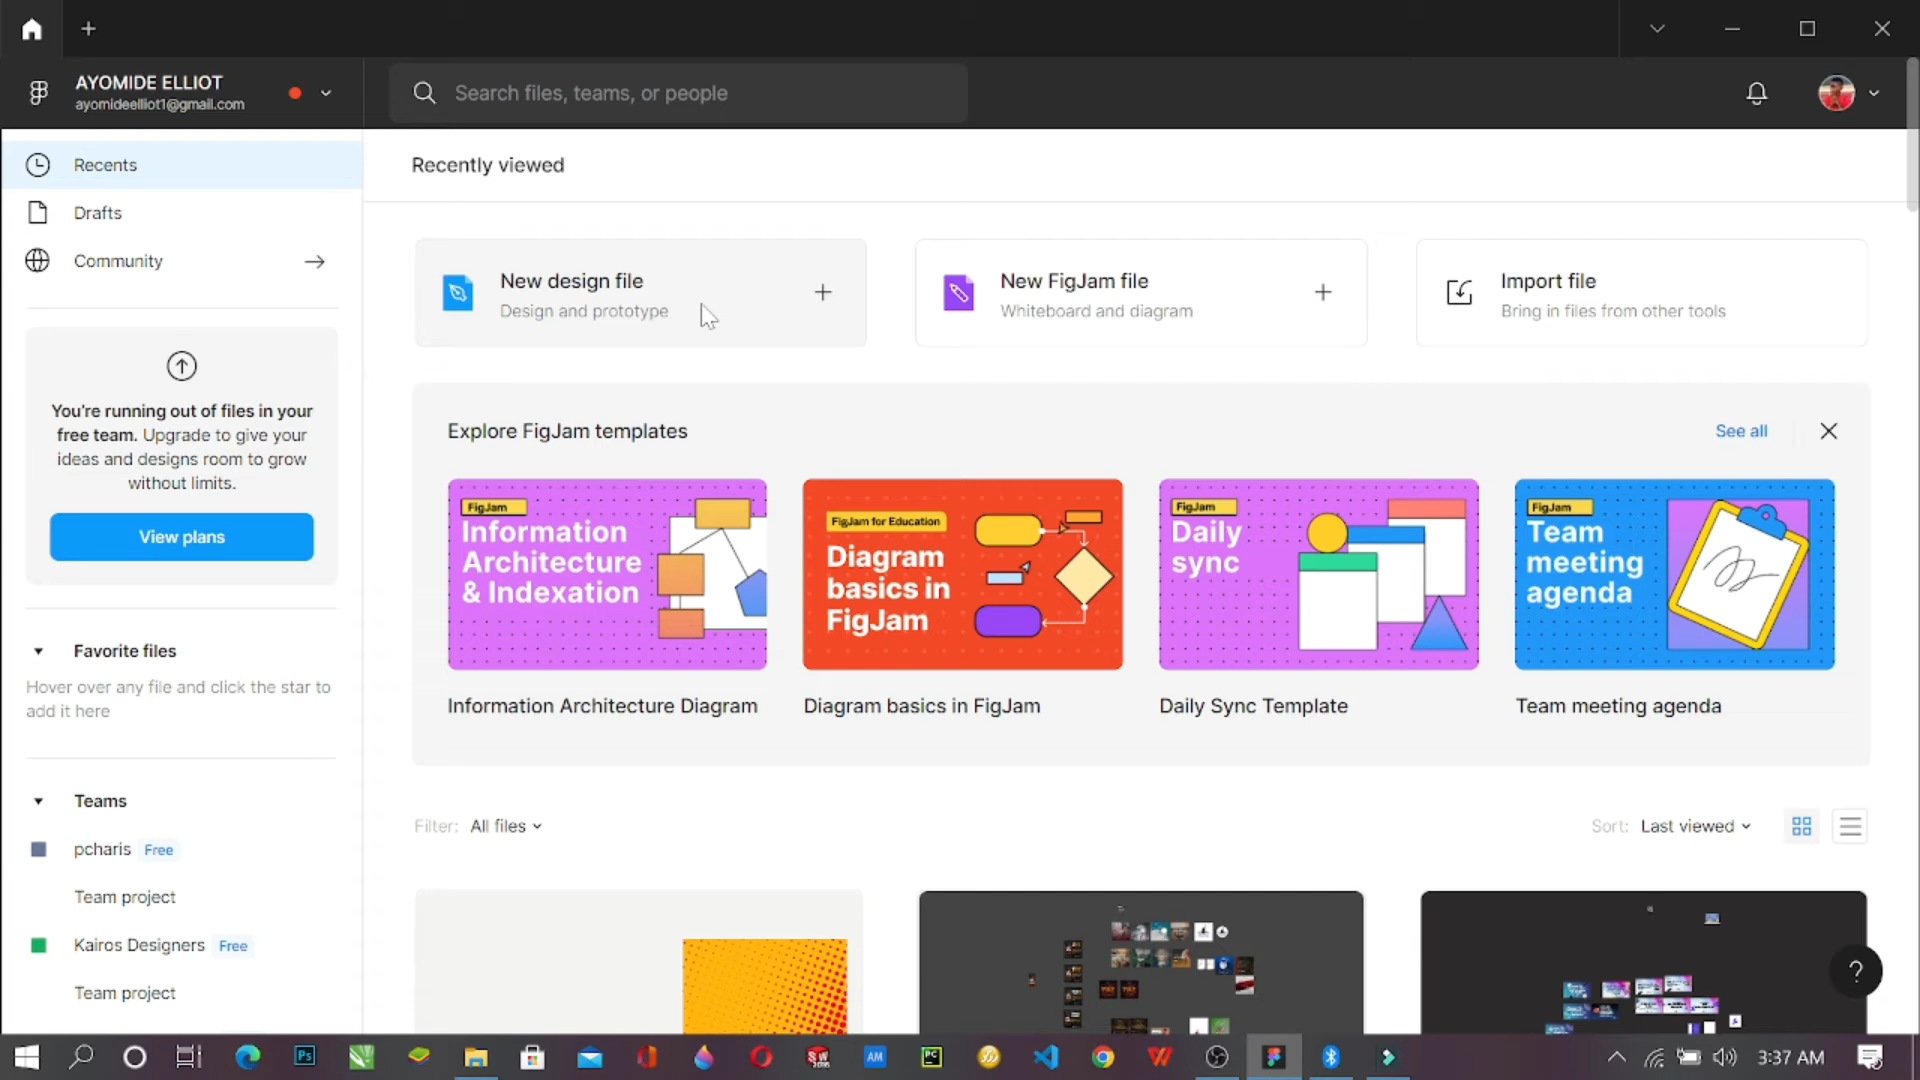 AYOMIDE ELLIOT
ayomideelliot1@gmail.com
Search files, teams, or people
Recents
Drafts
Community
You're running out of files in your
free team. Upgrade to give your
ideas and designs room to grow
without limits.
View plans
Favorite files
Hover over any file and click the star to
add it here
Teams
pcharis Free
Team project
Kairos Designers Free
Team project
Recently viewed
New design file
Design and prototype
New FigJam file
Whiteboard and diagram
Import file
Bring in files from other tools
Explore FigJam templates
See all
FigJam
Information
Architecture
& Indexation
FigJam for Education
Diagram
basics in
FigJam
FigJam
Daily
sync
FigJam
Team
meeting
agenda
Information Architecture Diagram
Diagram basics in FigJam
Daily Sync Template
Team meeting agenda
Filter: All files
Sort: Last viewed
?
Ps
SW
AM
PC
3:37 AM